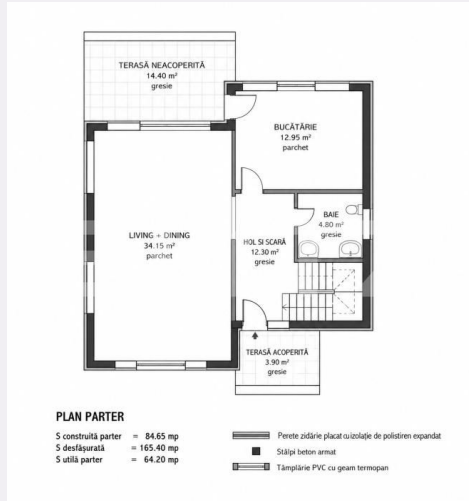 TERASĂ NEACOPERITĂ
14.40 m²
gresie
BUCĂTĂRIE
12.95 m²
parchet
BAIE
4.80 m²
gresie
LIVING + DINING
34.15 m²
parchet
HOL SI SCARĂ
12.30 m²
gresie
TERASĂ ACOPERITĂ
3.90 m²
gresie
PLAN PARTER
S construită parter = 84.65 mp
S desfășurată = 165.40 mp
S utilă parter = 64.20 mp
Perete zidărie placat cu izolație de polistiren expandat
Stâlpi beton armat
Tâmplărie PVC cu geam termopan